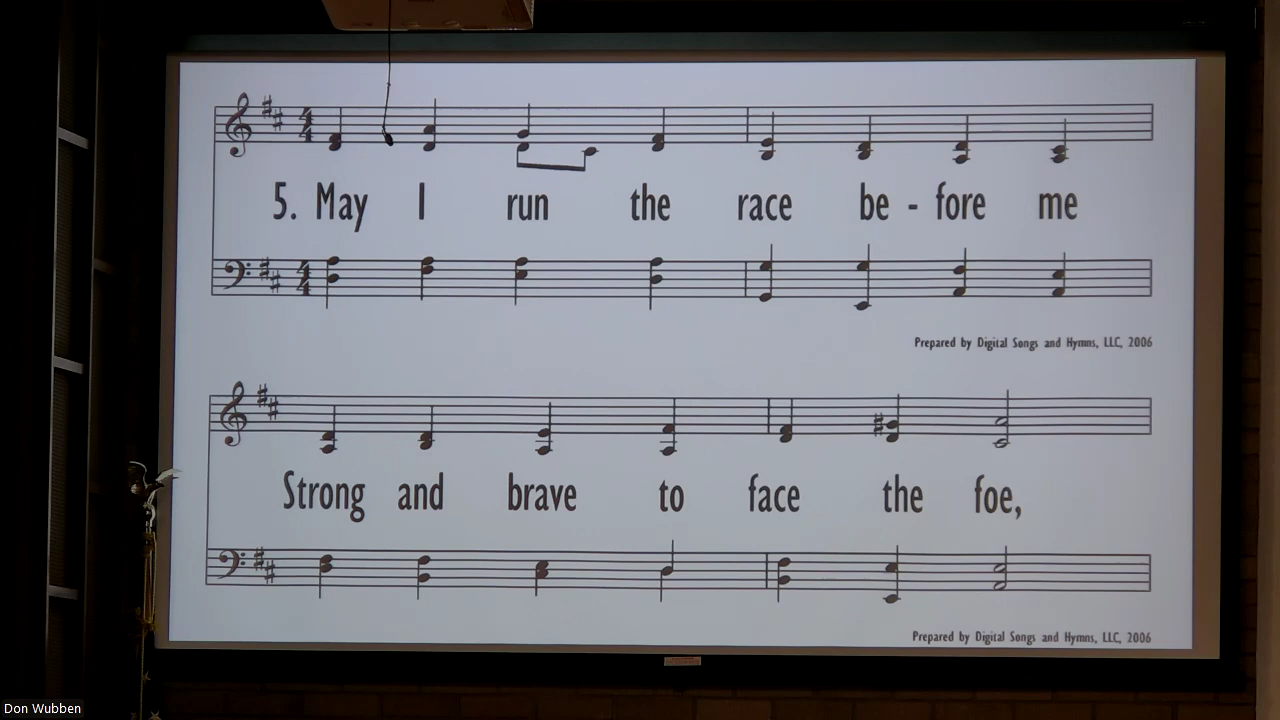 5. May I run the race be - fore me
Prepared by Digital Songs and Hymns, LLC, 2006
Strong and brave to face the foe,
Prepared by Digital Songs and Hymns, LLC, 2006
Don Wubben